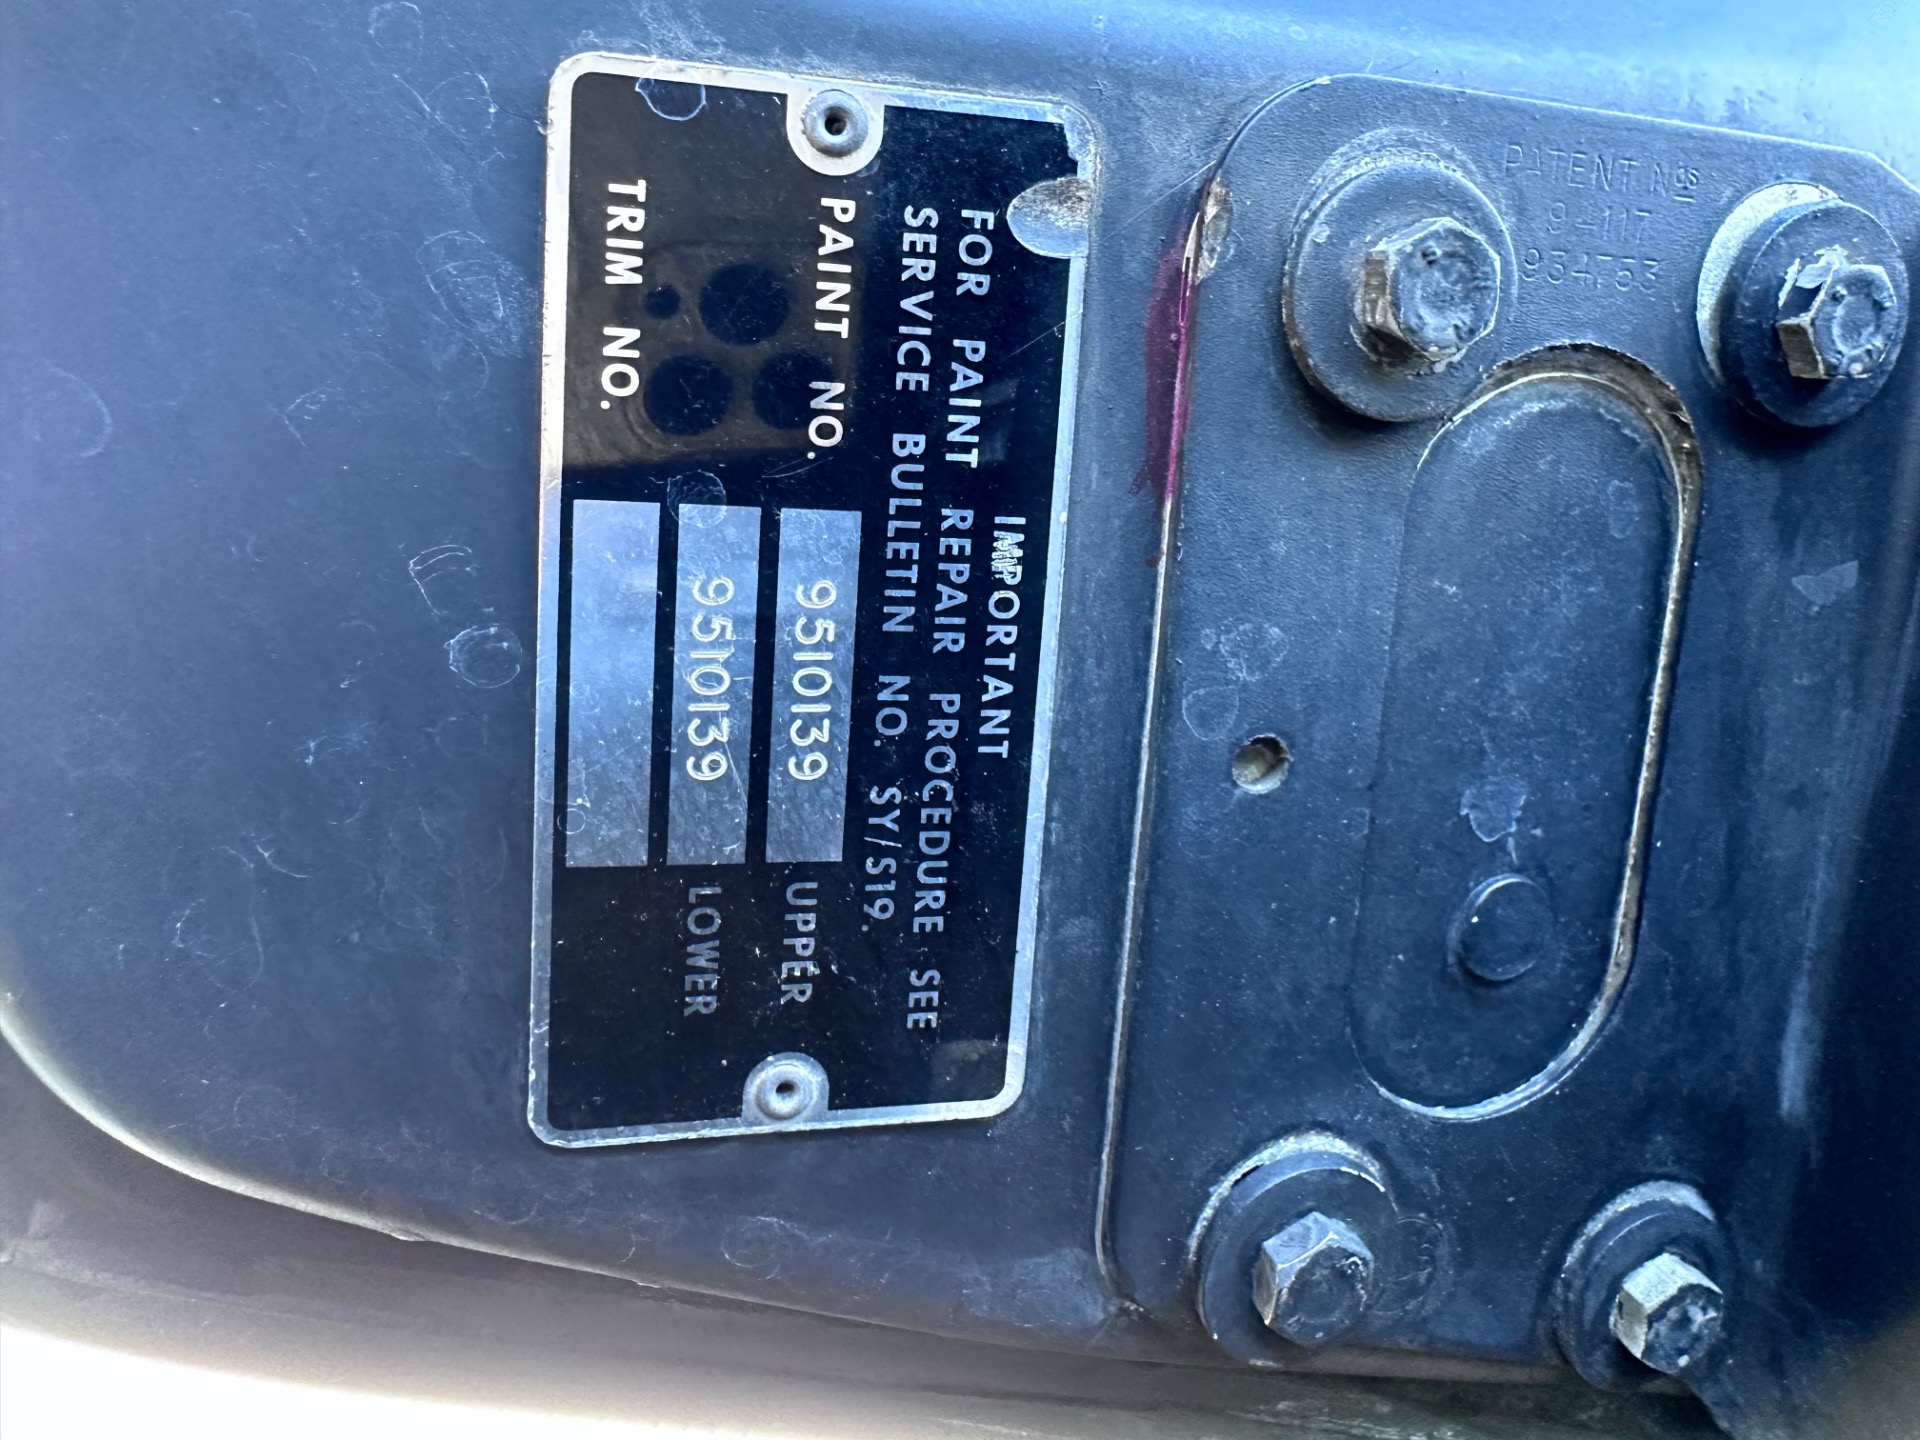 IMPORTANT
FOR PAINT REPAIR PROCEDURE SEE
SERVICE BULLETIN NO. SY/S19.
PAINT NO. 9510139 UPPER
9510139 LOWER
TRIM NO.
PATENT Nos
934753